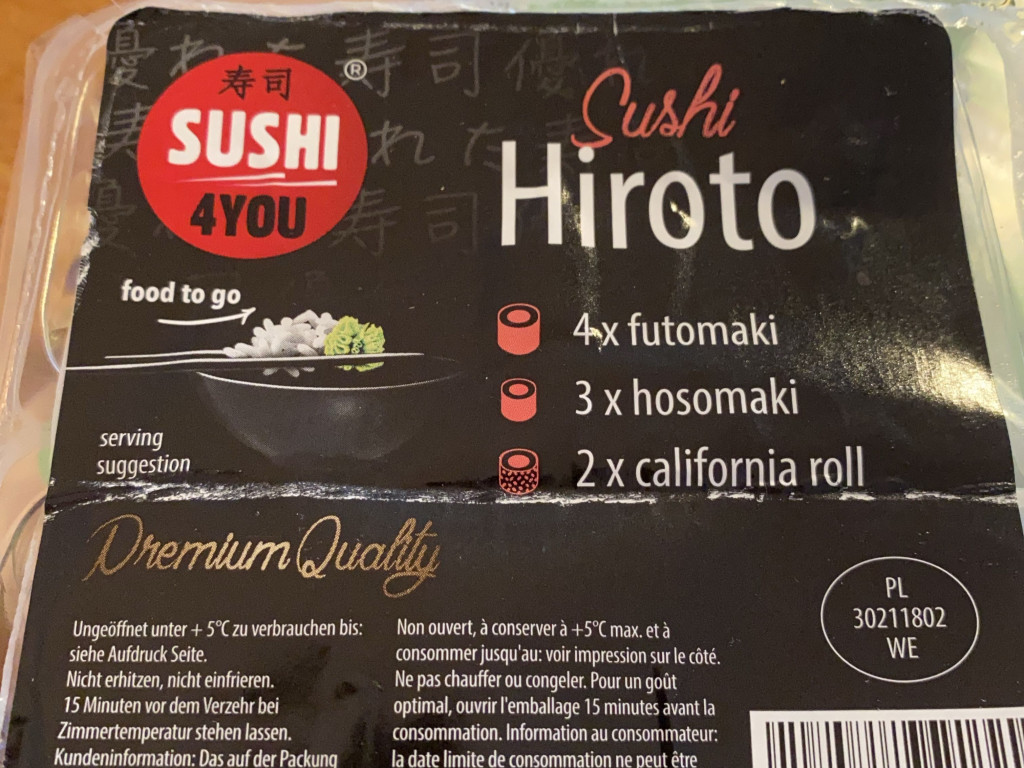 寿司
SUSHI
4YOU
®
Sushi
Hiroto
food to go
4 x futomaki
3 x hosomaki
2 x california roll
serving
suggestion
Premium Quality
PL
30211802
WE
Ungeöffnet unter + 5°C zu verbrauchen bis:
siehe Aufdruck Seite.
Nicht erhitzen, nicht einfrieren.
15 Minuten vor dem Verzehr bei
Zimmertemperatur stehen lassen.
Kundeninformation: Das auf der Packung
Non ouvert, à conserver à +5°C max. et à
consommer jusqu'au: voir impression sur le côté.
Ne pas chauffer ou congeler. Pour un goût
optimal, ouvrir l'emballage 15 minutes avant la
consommation. Information au consommateur:
la date limite de consommation ne peut être